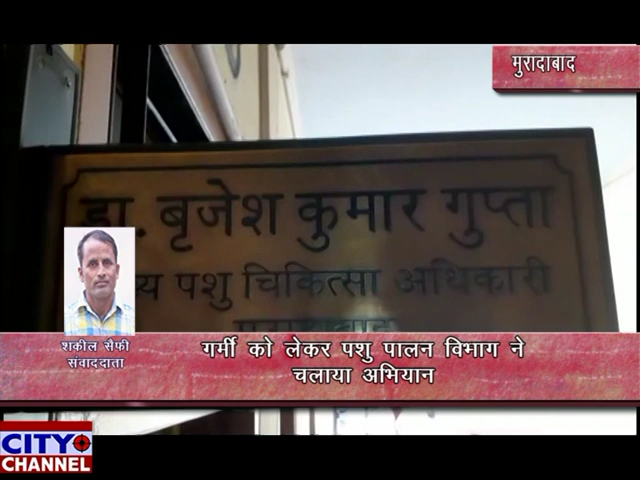 मुरादाबाद
डा. बृजेश कुमार गुप्ता
पशु चिकित्सा अधिकारी
शकील सैफी
संवाददाता
गर्मी को लेकर पशु पालन विभाग ने
चलाया अभियान
CITY
CHANNEL